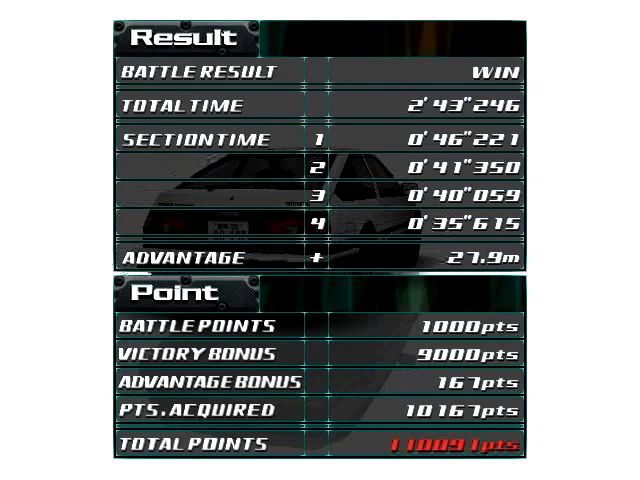 Result
BATTLE RESULT WIN
TOTAL TIME 2'43"246
SECTION TIME 1 0'46"221
2 0'41"350
3 0'40"059
4 0'35"615
ADVANTAGE + 27.9m
Point
BATTLE POINTS 1000pts
VICTORY BONUS 9000pts
ADVANTAGE BONUS 167pts
PTS. ACQUIRED 10167pts
TOTAL POINTS 110091pts